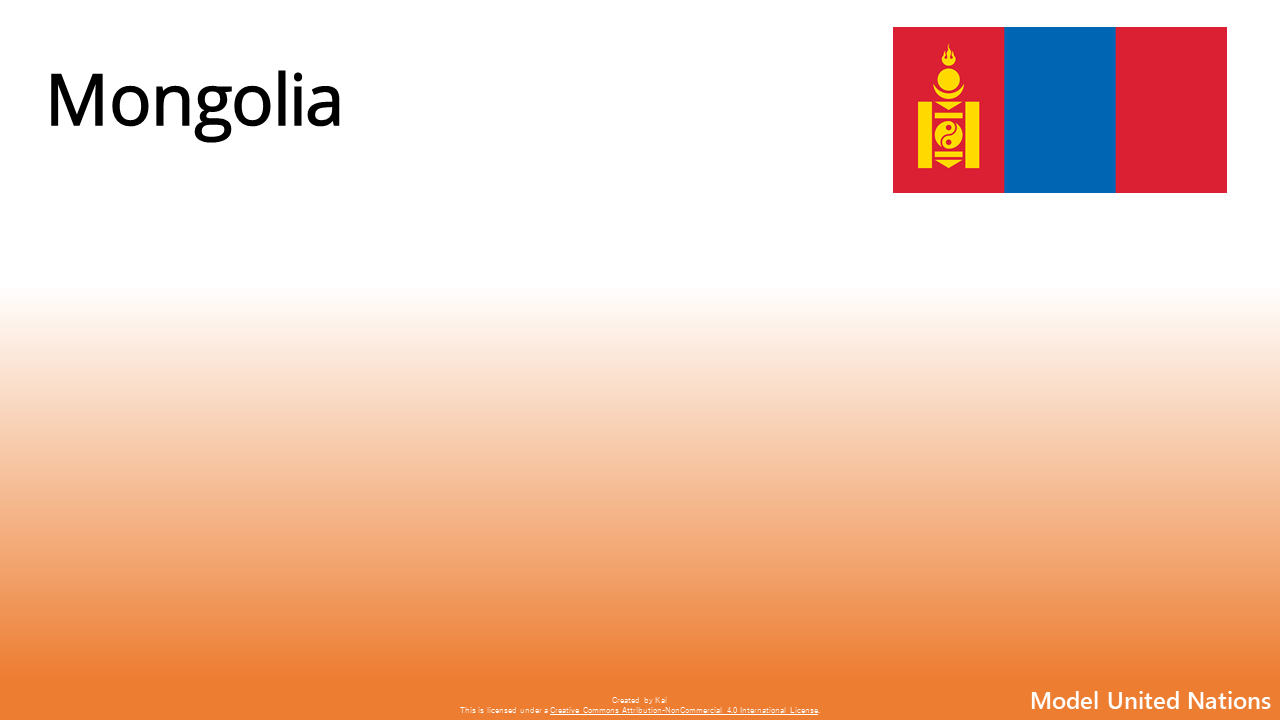 Mongolia
Created by Kai
This is licensed under a Creative Commons Attribution-NonCommercial 4.0 International License.
Model United Nations